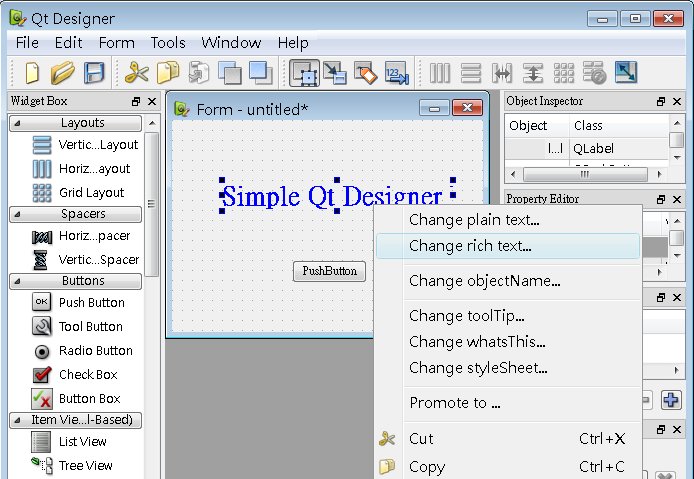 Qt Designer
File Edit Form Tools Window Help
Widget Box
Layouts
Vertic...Layout
Horiz...ayout
Grid Layout
Spacers
Horiz...pacer
Vertic...Spacer
Buttons
Push Button
Tool Button
Radio Button
Check Box
Button Box
Item Vie...l-Based)
List View
Tree View
Form - untitled*
Simple Qt Designer
PushButton
Change plain text...
Change rich text...
Change objectName...
Change toolTip...
Change whatsThis...
Change styleSheet...
Promote to ...
Cut Ctrl+X
Copy Ctrl+C
Object Inspector
Object Class
l...l QLabel
Property Editor